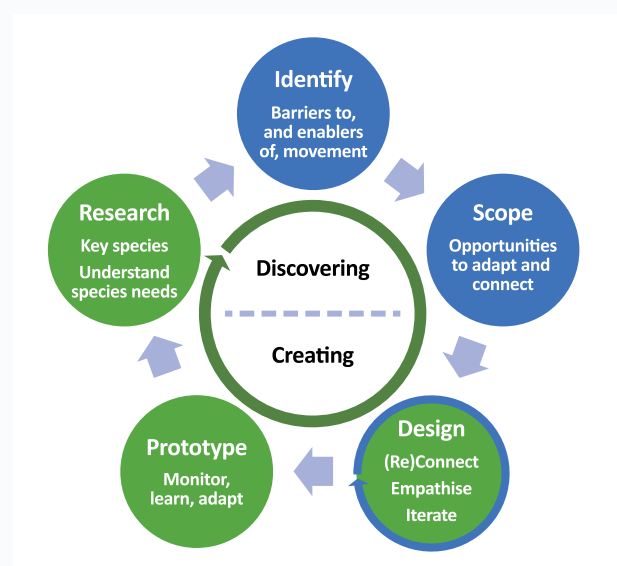 Identify
Barriers to,
and enablers
of, movement
Scope
Opportunities
to adapt and
connect
Design
(Re)Connect
Empathise
Iterate
Prototype
Monitor,
learn, adapt
Research
Key species
Understand
species needs
Discovering
Creating